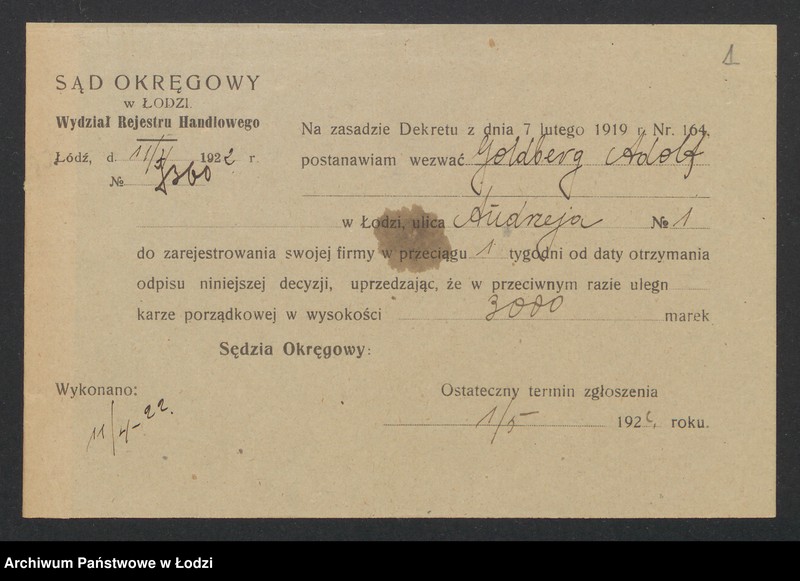 1
SĄD OKRĘGOWY
w ŁODZI.
Wydział Rejestru Handlowego
Łódź, d. 11/4 1922 r
№ 2360
Na zasadzie Dekretu z dnia 7 lutego 1919 r. Nr. 164.
postanawiam wezwać Goldberg Adolf
w Łodzi, ulica Andrzeja № 1
do zarejestrowania swojej firmy w przeciągu 1 tygodni od daty otrzymania
odpisu niniejszej decyzji, uprzedzając, że w przeciwnym razie ulegn
karze porządkowej w wysokości 3000 marek
Sędzia Okręgowy:
Wykonano:
11/4-22.
Ostateczny termin zgłoszenia
1/5 1922, roku.
Archiwum Państwowe w Łodzi